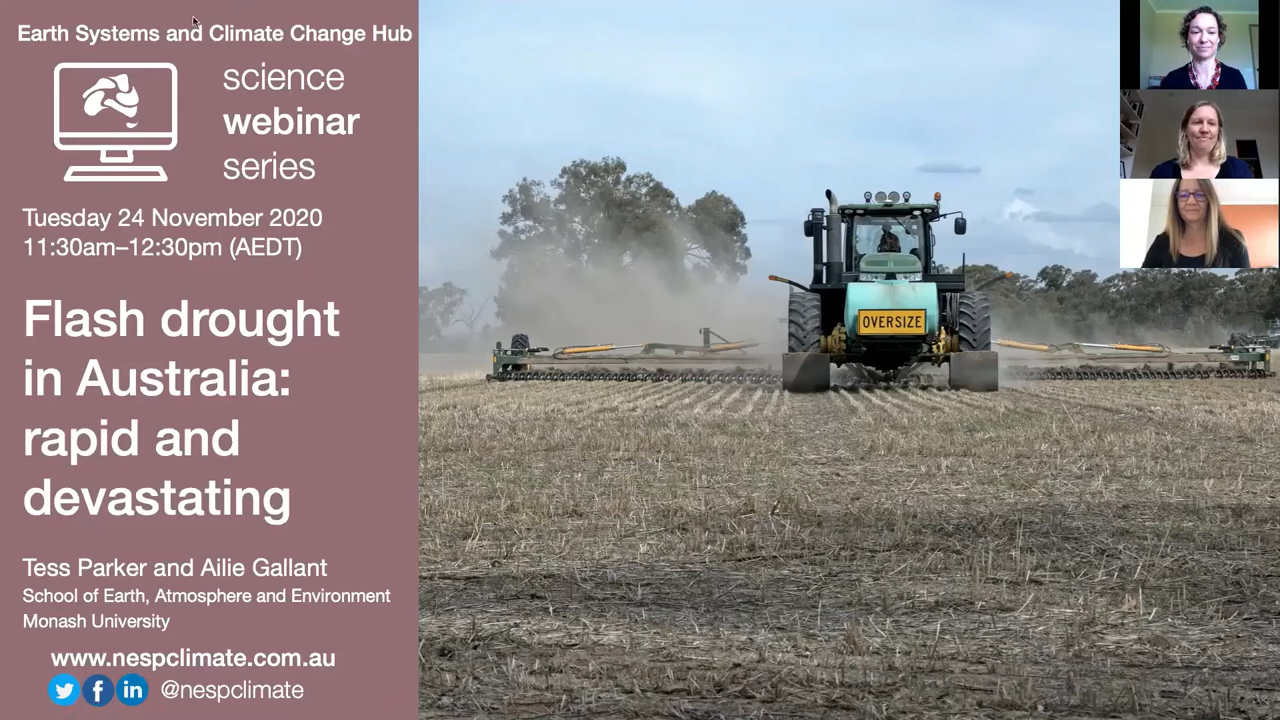 Earth Systems and Climate Change Hub
science
webinar
series
Tuesday 24 November 2020
11:30am–12:30pm (AEDT)
Flash drought
in Australia:
rapid and
devastating
Tess Parker and Ailie Gallant
School of Earth, Atmosphere and Environment
Monash University
www.nespclimate.com.au
@nespclimate
OVERSIZE